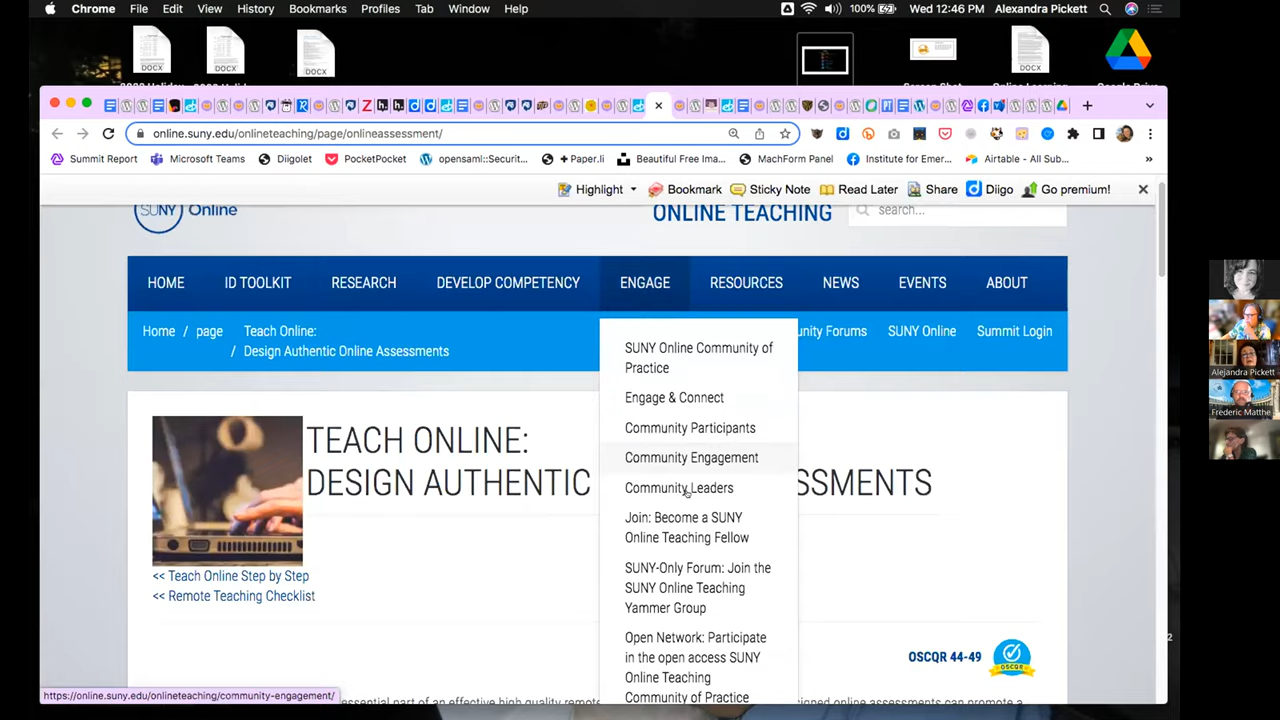 Chrome File Edit View History Bookmarks Profiles Tab Window Help 100% Wed 12:46 PM Alexandra Pickett
DOCX DOCX DOCX
online.suny.edu/onlineteaching/page/onlineassessment/
Summit Report Microsoft Teams Diigolet PocketPocket opensaml::Securit... + Paper.li Beautiful Free Ima... MachForm Panel Institute for Emer... Airtable - All Sub... »
Highlight Bookmark Sticky Note Read Later Share Diigo Go premium!
SUNY Online ONLINE TEACHING search...
HOME ID TOOLKIT RESEARCH DEVELOP COMPETENCY ENGAGE RESOURCES NEWS EVENTS ABOUT
Home / page Teach Online:
/ Design Authentic Online Assessments
unity Forums SUNY Online Summit Login
SUNY Online Community of
Practice
Engage & Connect
Community Participants
Community Engagement
Community Leaders
Join: Become a SUNY
Online Teaching Fellow
SUNY-Only Forum: Join the
SUNY Online Teaching
Yammer Group
Open Network: Participate
in the open access SUNY
Online Teaching
Community of Practice
TEACH ONLINE:
DESIGN AUTHENTIC SSMENTS
<< Teach Online Step by Step
<< Remote Teaching Checklist
OSCQR 44-49
OSCQR
https://online.suny.edu/onlineteaching/community-engagement/
Alejandra Pickett
Frederic Matthe